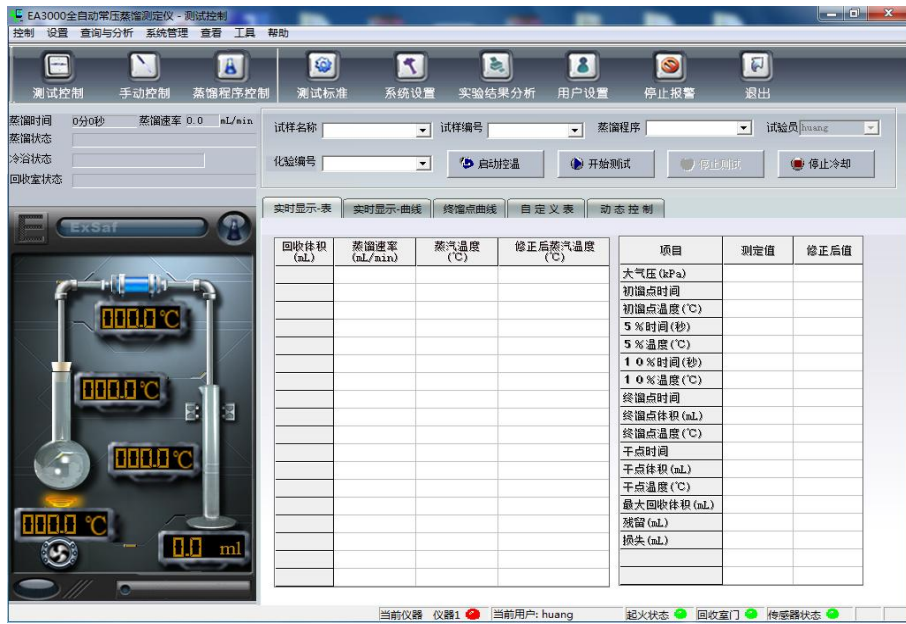 EA3000全自动常压蒸馏测定仪 - 测试控制
控制 设置 查询与分析 系统管理 查看 工具 帮助
测试控制 手动控制 蒸馏程序控制 测试标准 系统设置 实验结果分析 用户设置 停止报警 退出
蒸馏时间 0分0秒 蒸馏速率 0.0 mL/min
蒸馏状态
冷浴状态
回收室状态
试样名称 试样编号 蒸馏程序 试验员 huang
化验编号 启动控温 开始测试 停止测试 停止冷却
实时显示-表 实时显示-曲线 终馏点曲线 自定义表 动态控制
ExSaf
000.0 ℃
000.0 ℃
000.0 ℃
000.0 ℃
0.0 ml
回收体积(mL) 蒸馏速率(mL/min) 蒸汽温度(℃) 修正后蒸汽温度(℃)
项目 测定值 修正后值
大气压(kPa)
初馏点时间
初馏点温度(℃)
5%时间(秒)
5%温度(℃)
10%时间(秒)
10%温度(℃)
终馏点时间
终馏点体积(mL)
终馏点温度(℃)
干点时间
干点体积(mL)
干点温度(℃)
最大回收体积(mL)
残留(mL)
损失(mL)
当前仪器 仪器1 当前用户: huang 起火状态 回收室门 传感器状态